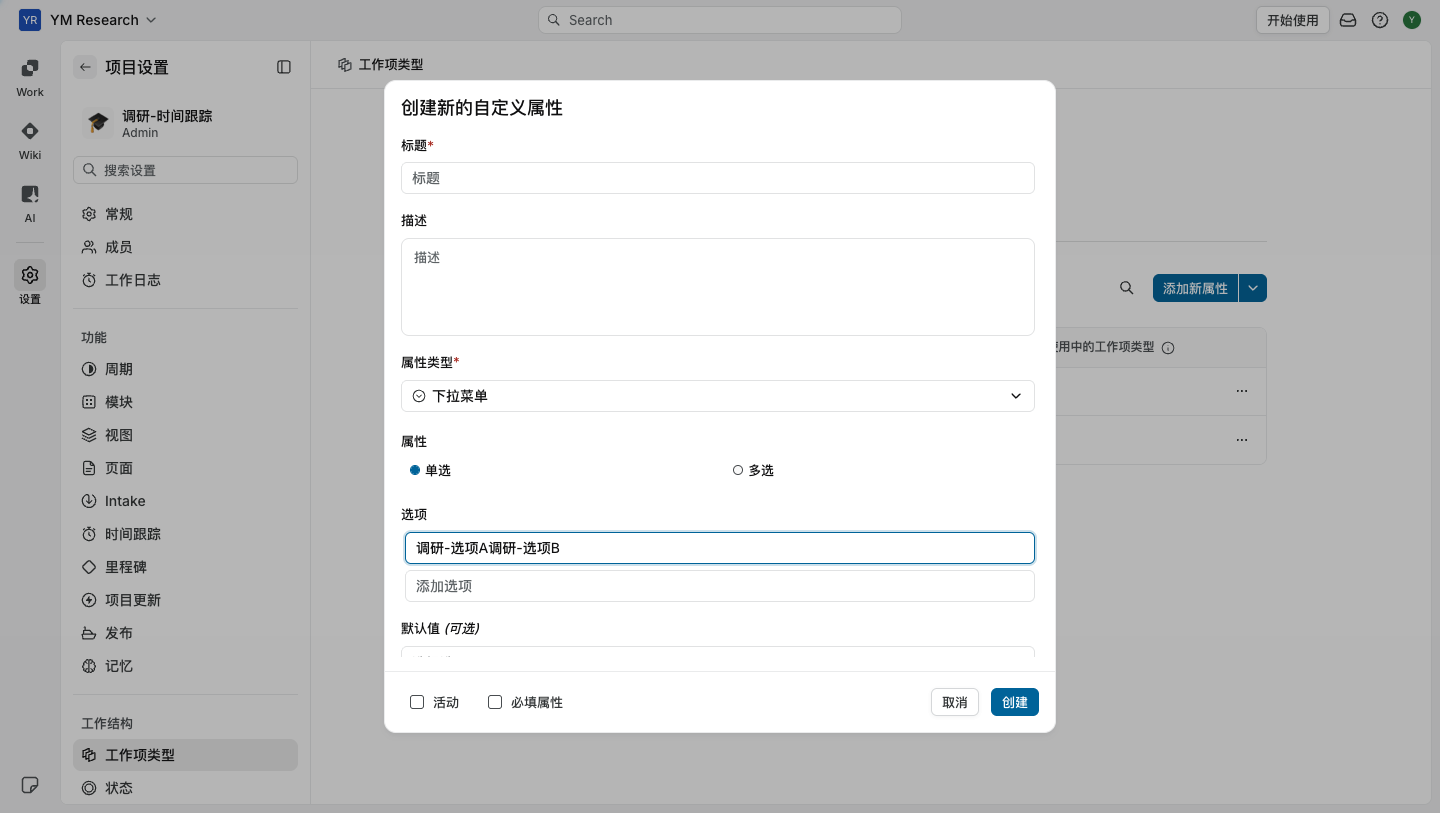 YR YM Research
Search
开始使用
Y
Work
Wiki
AI
设置
项目设置
调研-时间跟踪
Admin
搜索设置
常规
成员
工作日志
功能
周期
模块
视图
页面
Intake
时间跟踪
里程碑
项目更新
发布
记忆
工作结构
工作项类型
状态
工作项类型
添加新属性
用中的工作项类型
创建新的自定义属性
标题*
标题
描述
描述
属性类型*
下拉菜单
属性
单选
多选
选项
调研-选项A调研-选项B
添加选项
默认值 (可选)
活动
必填属性
取消
创建